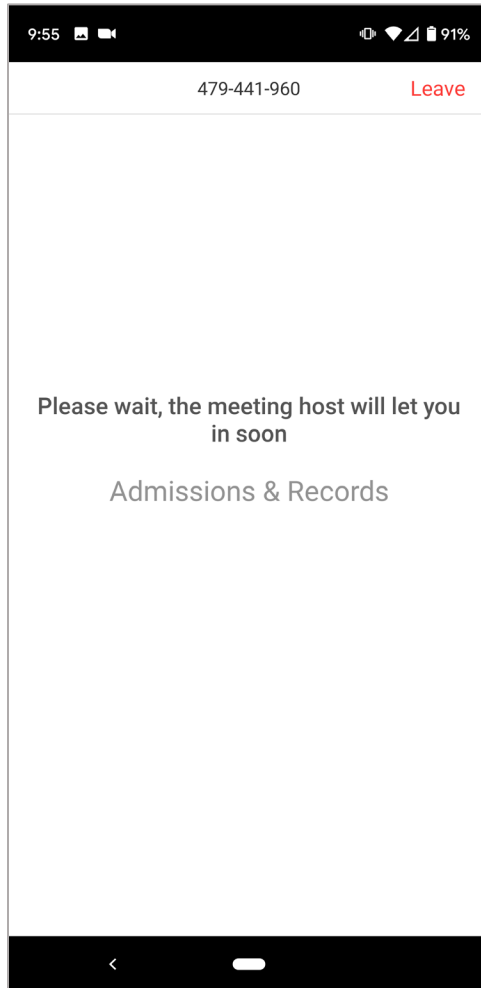 9:55 91%
479-441-960 Leave
Please wait, the meeting host will let you
in soon
Admissions & Records